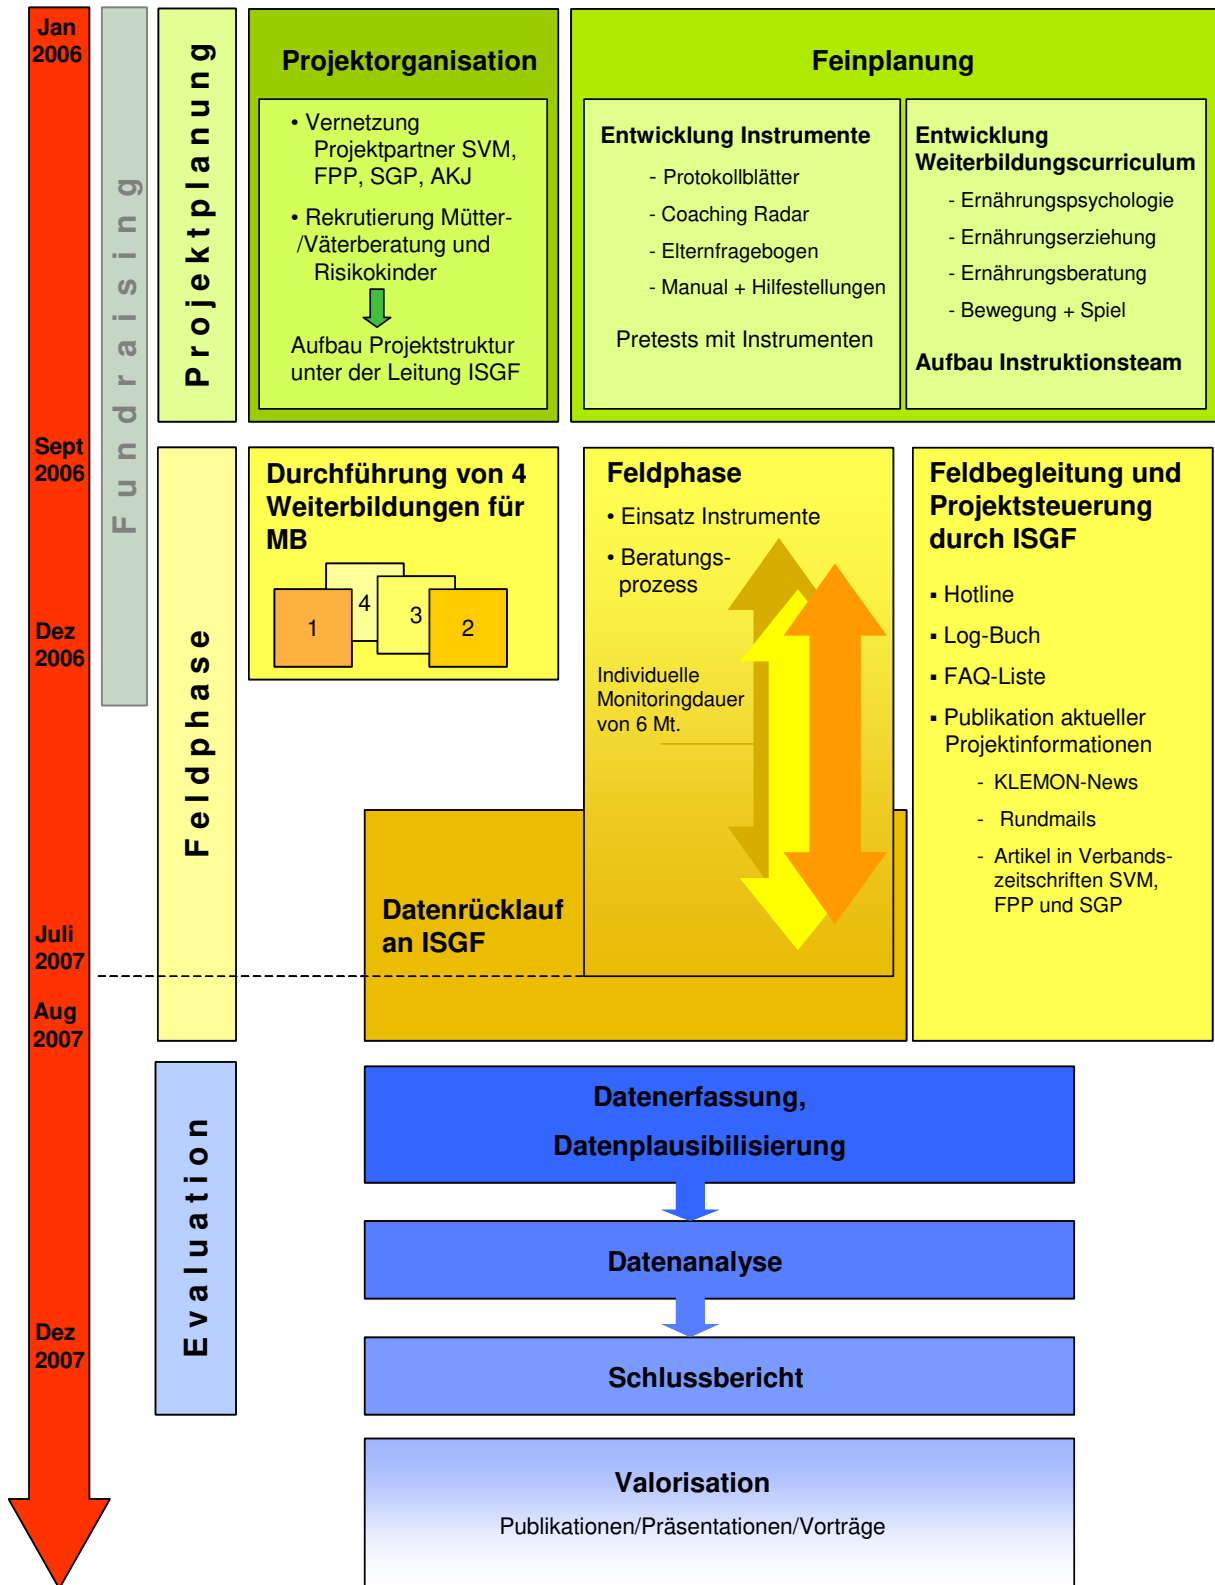 Jan
2006
Sept
2006
Dez
2006
Juli
2007
Aug
2007
Dez
2007
Fundraising
Projektplanung
Projektorganisation
• Vernetzung
Projektpartner SVM,
FPP, SGP, AKJ
• Rekrutierung Mütter-
/Väterberatung und
Risikokinder
Aufbau Projektstruktur
unter der Leitung ISGF
Feinplanung
Entwicklung Instrumente
- Protokollblätter
- Coaching Radar
- Elternfragebogen
- Manual + Hilfestellungen
Pretests mit Instrumenten
Entwicklung
Weiterbildungscurriculum
- Ernährungspsychologie
- Ernährungserziehung
- Ernährungsberatung
- Bewegung + Spiel
Aufbau Instruktionsteam
Feldphase
Durchführung von 4
Weiterbildungen für
MB
1
4
3
2
Feldphase
• Einsatz Instrumente
• Beratungs-
prozess
Individuelle
Monitoringdauer
von 6 Mt.
Datenrücklauf
an ISGF
Feldbegleitung und
Projektsteuerung
durch ISGF
▪ Hotline
▪ Log-Buch
▪ FAQ-Liste
▪ Publikation aktueller
Projektinformationen
- KLEMON-News
- Rundmails
- Artikel in Verbands-
zeitschriften SVM,
FPP und SGP
Evaluation
Datenerfassung,
Datenplausibilisierung
Datenanalyse
Schlussbericht
Valorisation
Publikationen/Präsentationen/Vorträge